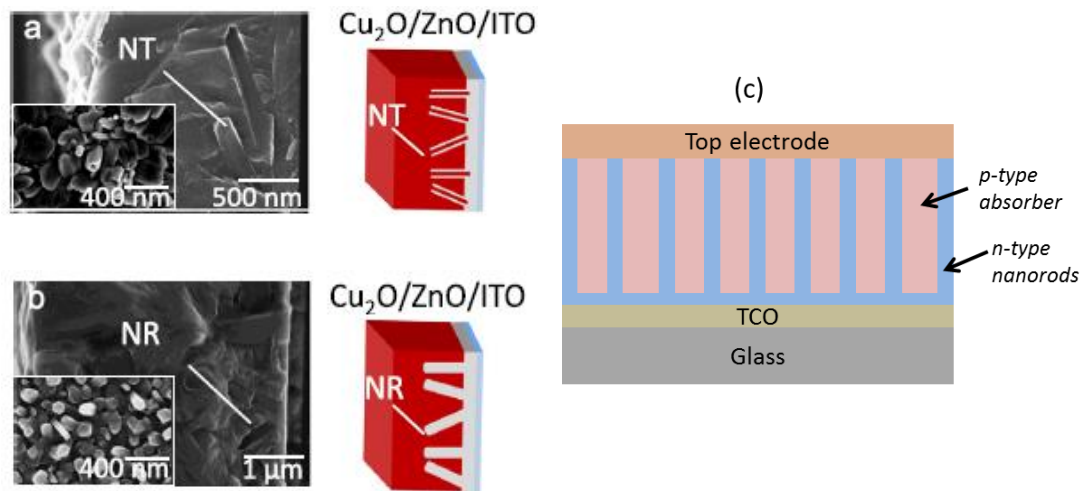 a
NT
400 nm
500 nm
Cu₂O/ZnO/ITO
NT
b
NR
400 nm
1 µm
Cu₂O/ZnO/ITO
NR
(c)
Top electrode
p-type
absorber
n-type
nanorods
TCO
Glass